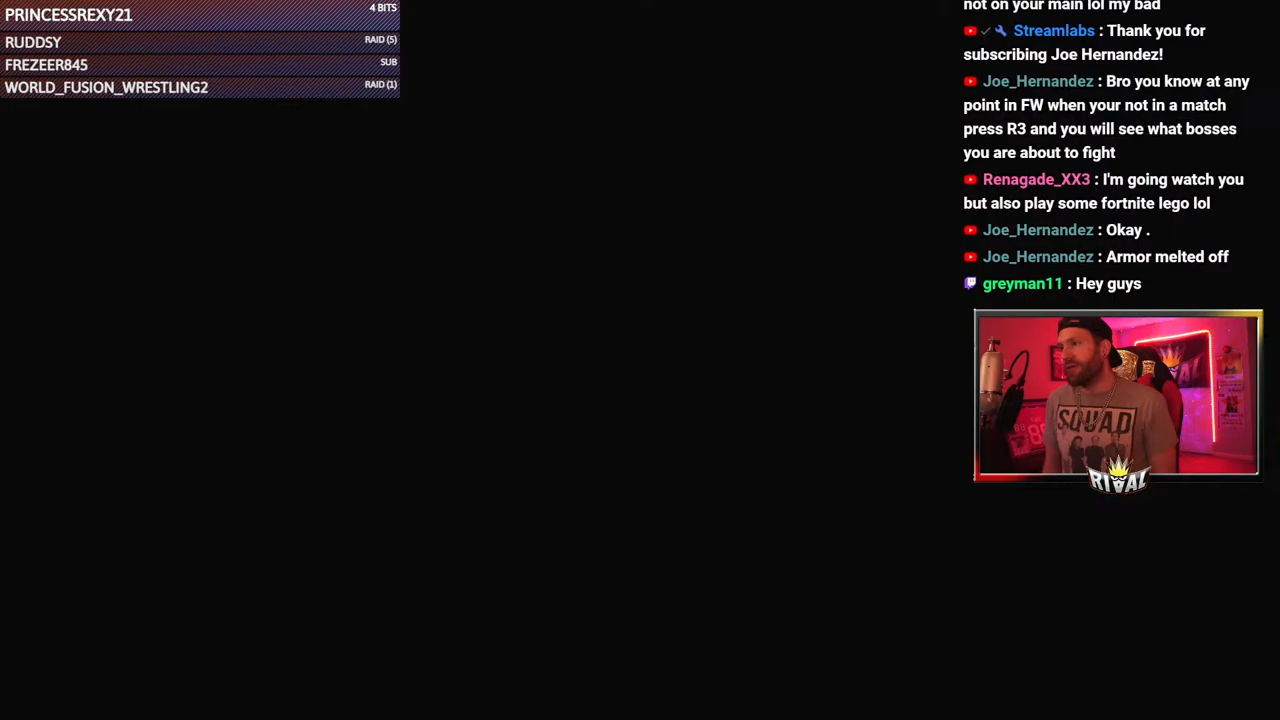 PRINCESSREXY21 4 BITS
RUDDSY RAID (5)
FREZEER845 SUB
WORLD_FUSION_WRESTLING2 RAID (1)
not on your main lol my bad
Streamlabs : Thank you for
subscribing Joe Hernandez!
Joe_Hernandez : Bro you know at any
point in FW when your not in a match
press R3 and you will see what bosses
you are about to fight
Renagade_XX3 : I'm going watch you
but also play some fortnite lego lol
Joe_Hernandez : Okay .
Joe_Hernandez : Armor melted off
greyman11 : Hey guys
RIVAL
SQUAD
RIVAL